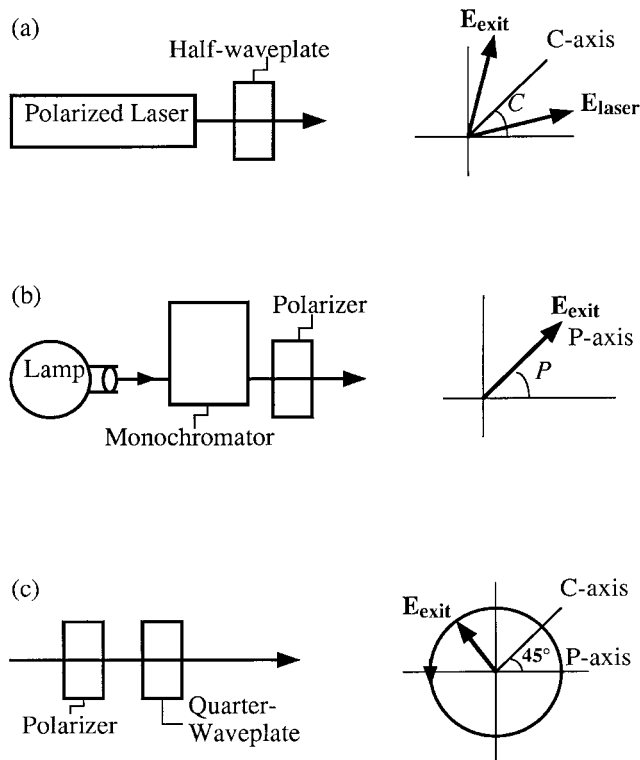 (a)
Half-waveplate
Polarized Laser
E_exit
C-axis
C
E_laser
(b)
Lamp
Monochromator
Polarizer
E_exit
P-axis
P
(c)
Polarizer
Quarter-
Waveplate
E_exit
C-axis
45°
P-axis